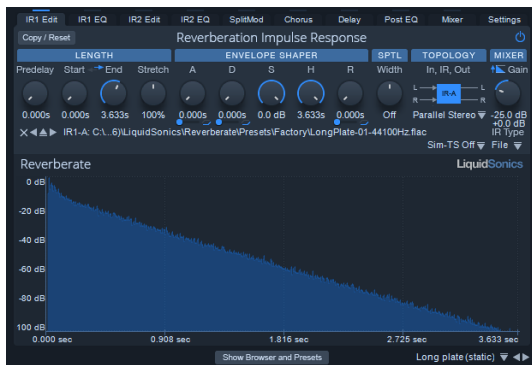 IR1 Edit IR1 EQ IR2 Edit IR2 EQ SplitMod Chorus Delay Post EQ Mixer Settings
Copy / Reset Reverberation Impulse Response
LENGTH ENVELOPE SHAPER SPTL TOPOLOGY MIXER
Predelay Start End Stretch A D S H R Width In, IR, Out Gain
L IR-A L
R R
0.000s 0.000s 3.633s 100% 0.000s 0.000s 0.0 dB 3.633s 0.000s Off Parallel Stereo -25.0 dB
+0.0 dB
IR1-A: C:\...6)\LiquidSonics\Reverberate\Presets\Factory\LongPlate-01-44100Hz.flac IR Type
Sim-TS Off File
Reverberate LiquidSonics
0 dB
-20 dB
-40 dB
-60 dB
-80 dB
100 dB
0.000 sec 0.908 sec 1.816 sec 2.725 sec 3.633 sec
Show Browser and Presets Long plate (static)